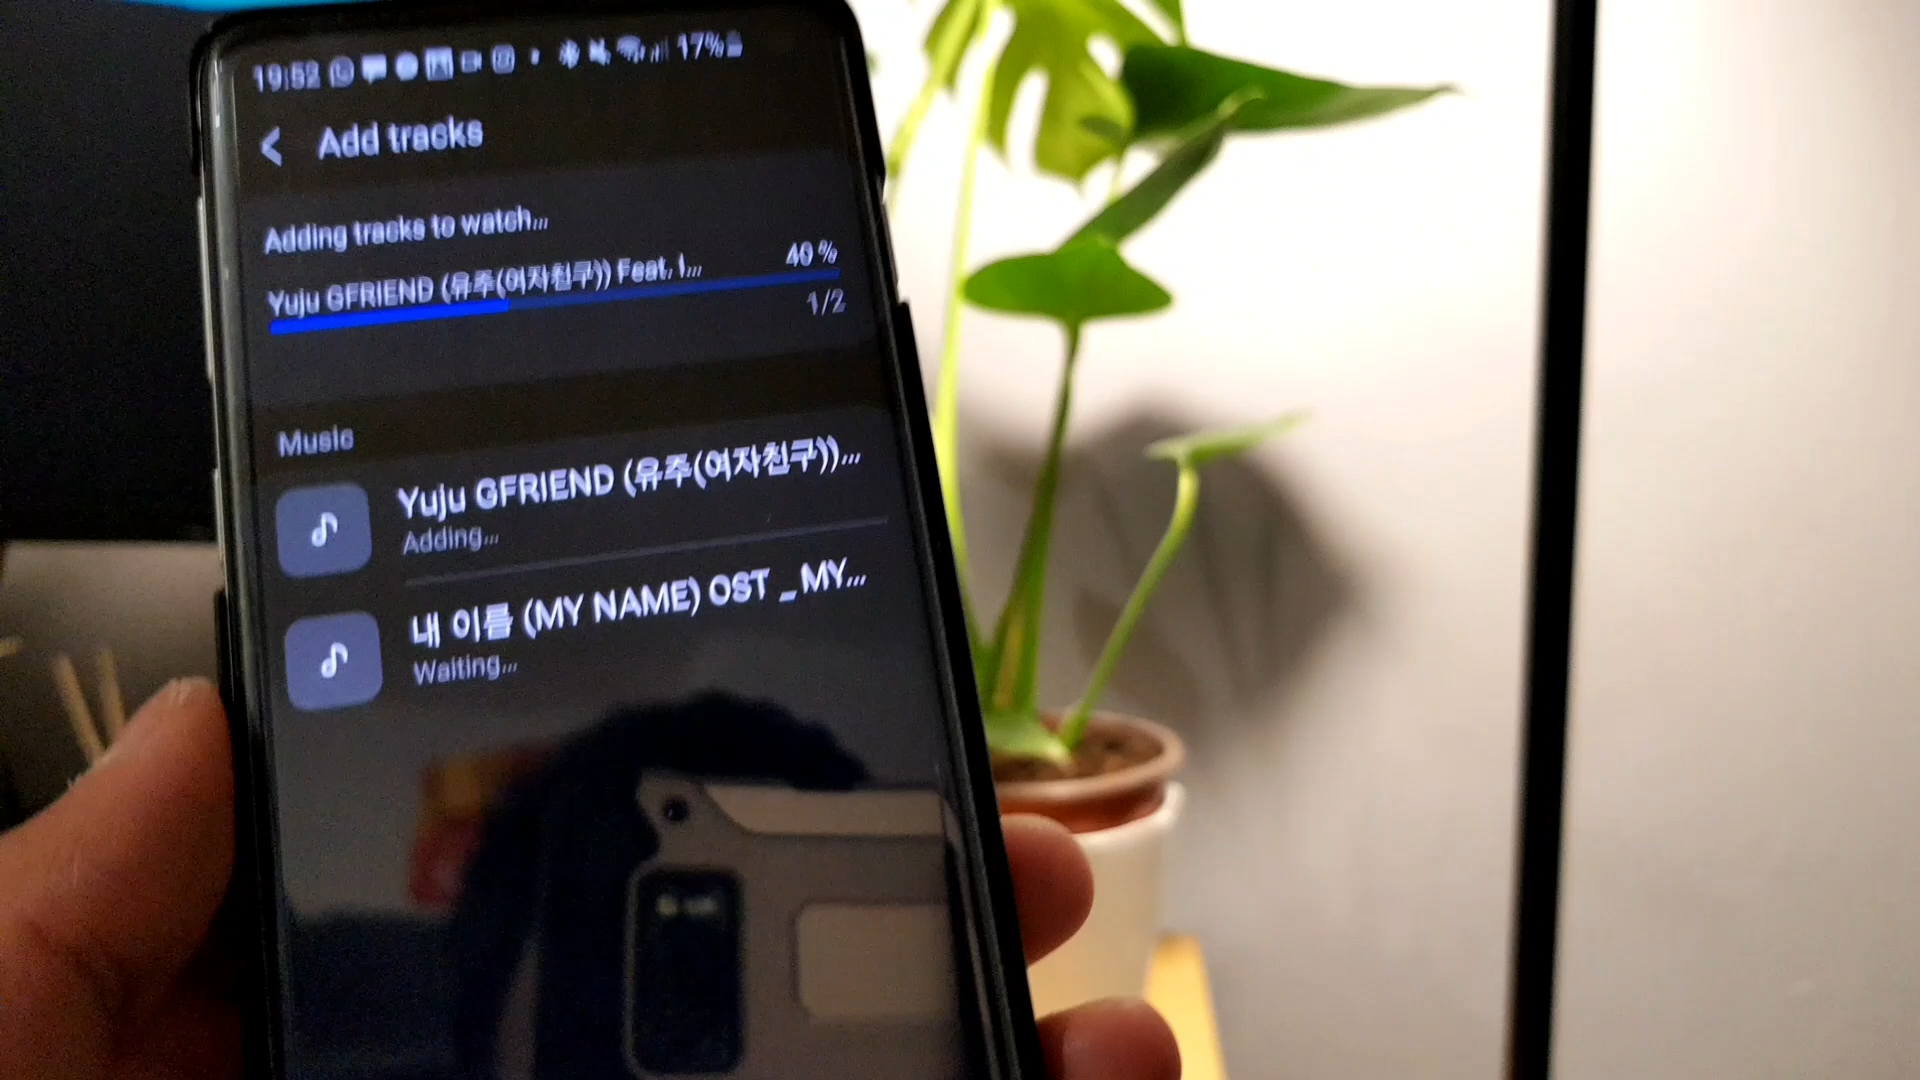 19:52 17%
Add tracks
Adding tracks to watch...
Yuju GFRIEND (유주(여자친구)) Feat. I... 40 %
1/2
Music
Yuju GFRIEND (유주(여자친구))...
Adding...
내 이름 (MY NAME) OST _ MY...
Waiting...